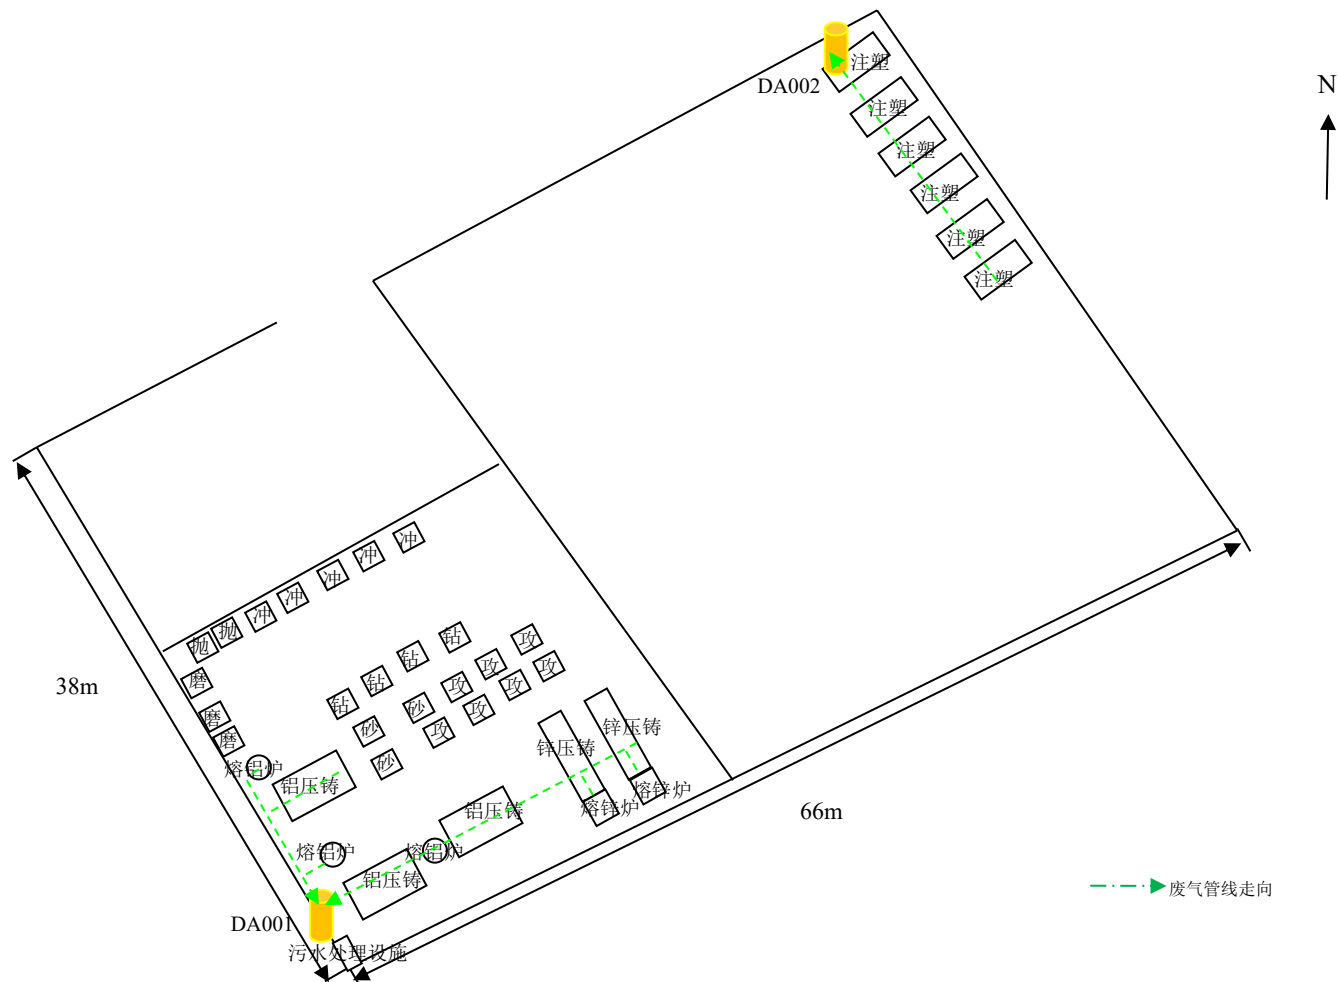 注塑
DA002
N
注塑
注塑
注塑
注塑
注塑
冲
冲
冲
冲
冲
抛
抛
钻
攻
钻
攻
攻
磨
钻
攻
攻
38m
钻
砂
攻
磨
砂
攻
锌压铸
磨
锌压铸
熔铝炉
砂
铝压铸
熔锌炉
熔锌炉
铝压铸
66m
熔铝炉
熔铝炉
铝压铸
废气管线走向
DA001
污水处理设施